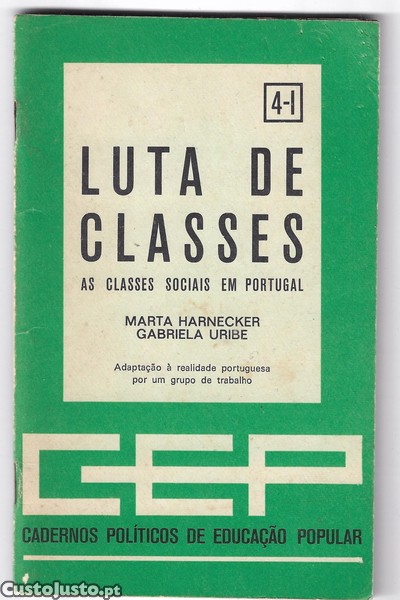 4-I
LUTA DE
CLASSES
AS CLASSES SOCIAIS EM PORTUGAL
MARTA HARNECKER
GABRIELA URIBE
Adaptação à realidade portuguesa
por um grupo de trabalho
CEP
CADERNOS POLÍTICOS DE EDUCAÇÃO POPULAR
CustoJusto.pt